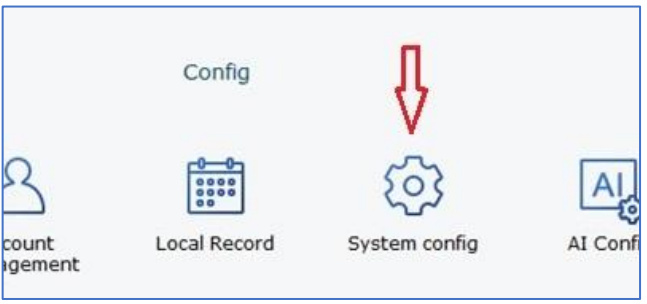 Config
AI
count
agement
Local Record
System config
AI Conf